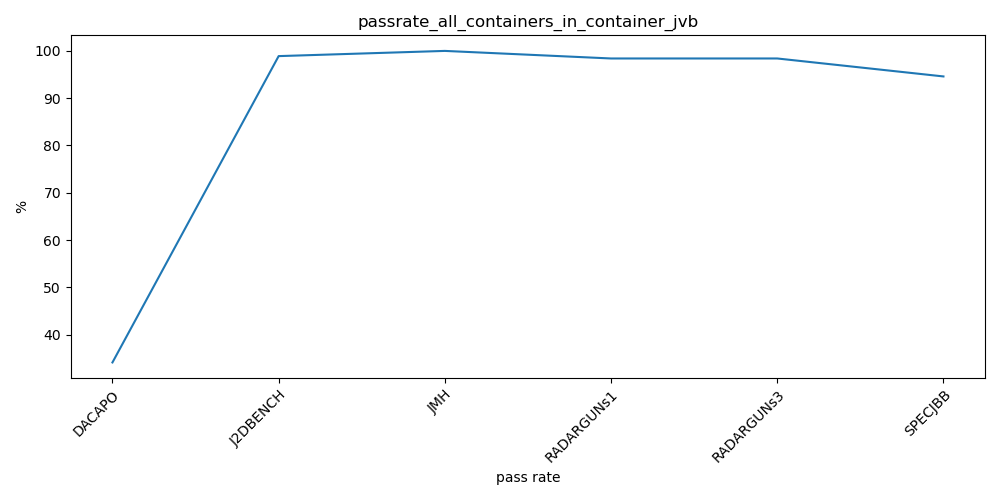 passrate_all_containers_in_container_jvb
100
90
80
70
60
50
40
%
DACAPO
J2DBENCH
JMH
RADARGUNs1
RADARGUNs3
SPECJBB
pass rate